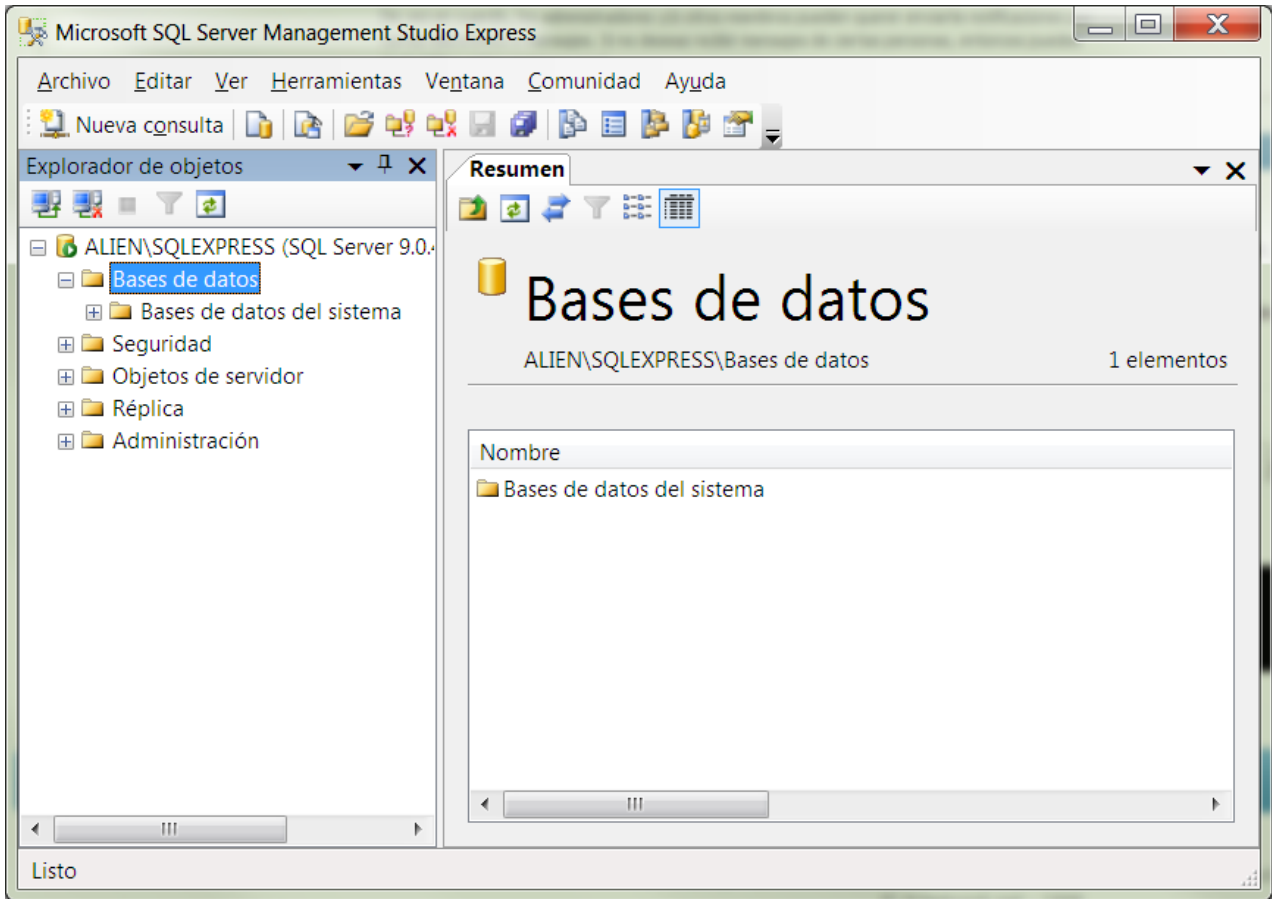 Microsoft SQL Server Management Studio Express
Archivo Editar Ver Herramientas Ventana Comunidad Ayuda
Nueva consulta
Explorador de objetos
ALIEN\SQLEXPRESS (SQL Server 9.0.
Bases de datos
Bases de datos del sistema
Seguridad
Objetos de servidor
Réplica
Administración
Resumen
Bases de datos
ALIEN\SQLEXPRESS\Bases de datos 1 elementos
Nombre
Bases de datos del sistema
Listo